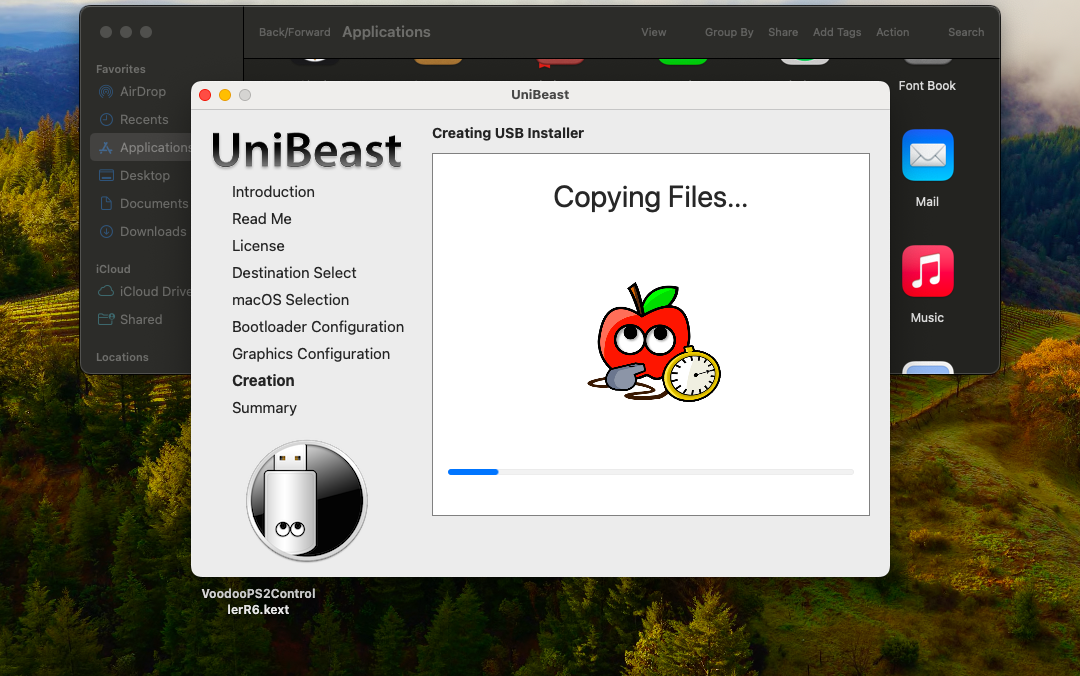 Back/Forward
Applications
View
Group By
Share
Add Tags
Action
Search
Favorites
AirDrop
Recents
Applications
Desktop
Documents
Downloads
iCloud
iCloud Drive
Shared
Locations
Font Book
Mail
Music
UniBeast
UniBeast
Introduction
Read Me
License
Destination Select
macOS Selection
Bootloader Configuration
Graphics Configuration
Creation
Summary
Creating USB Installer
Copying Files...
VoodooPS2Control
lerR6.kext